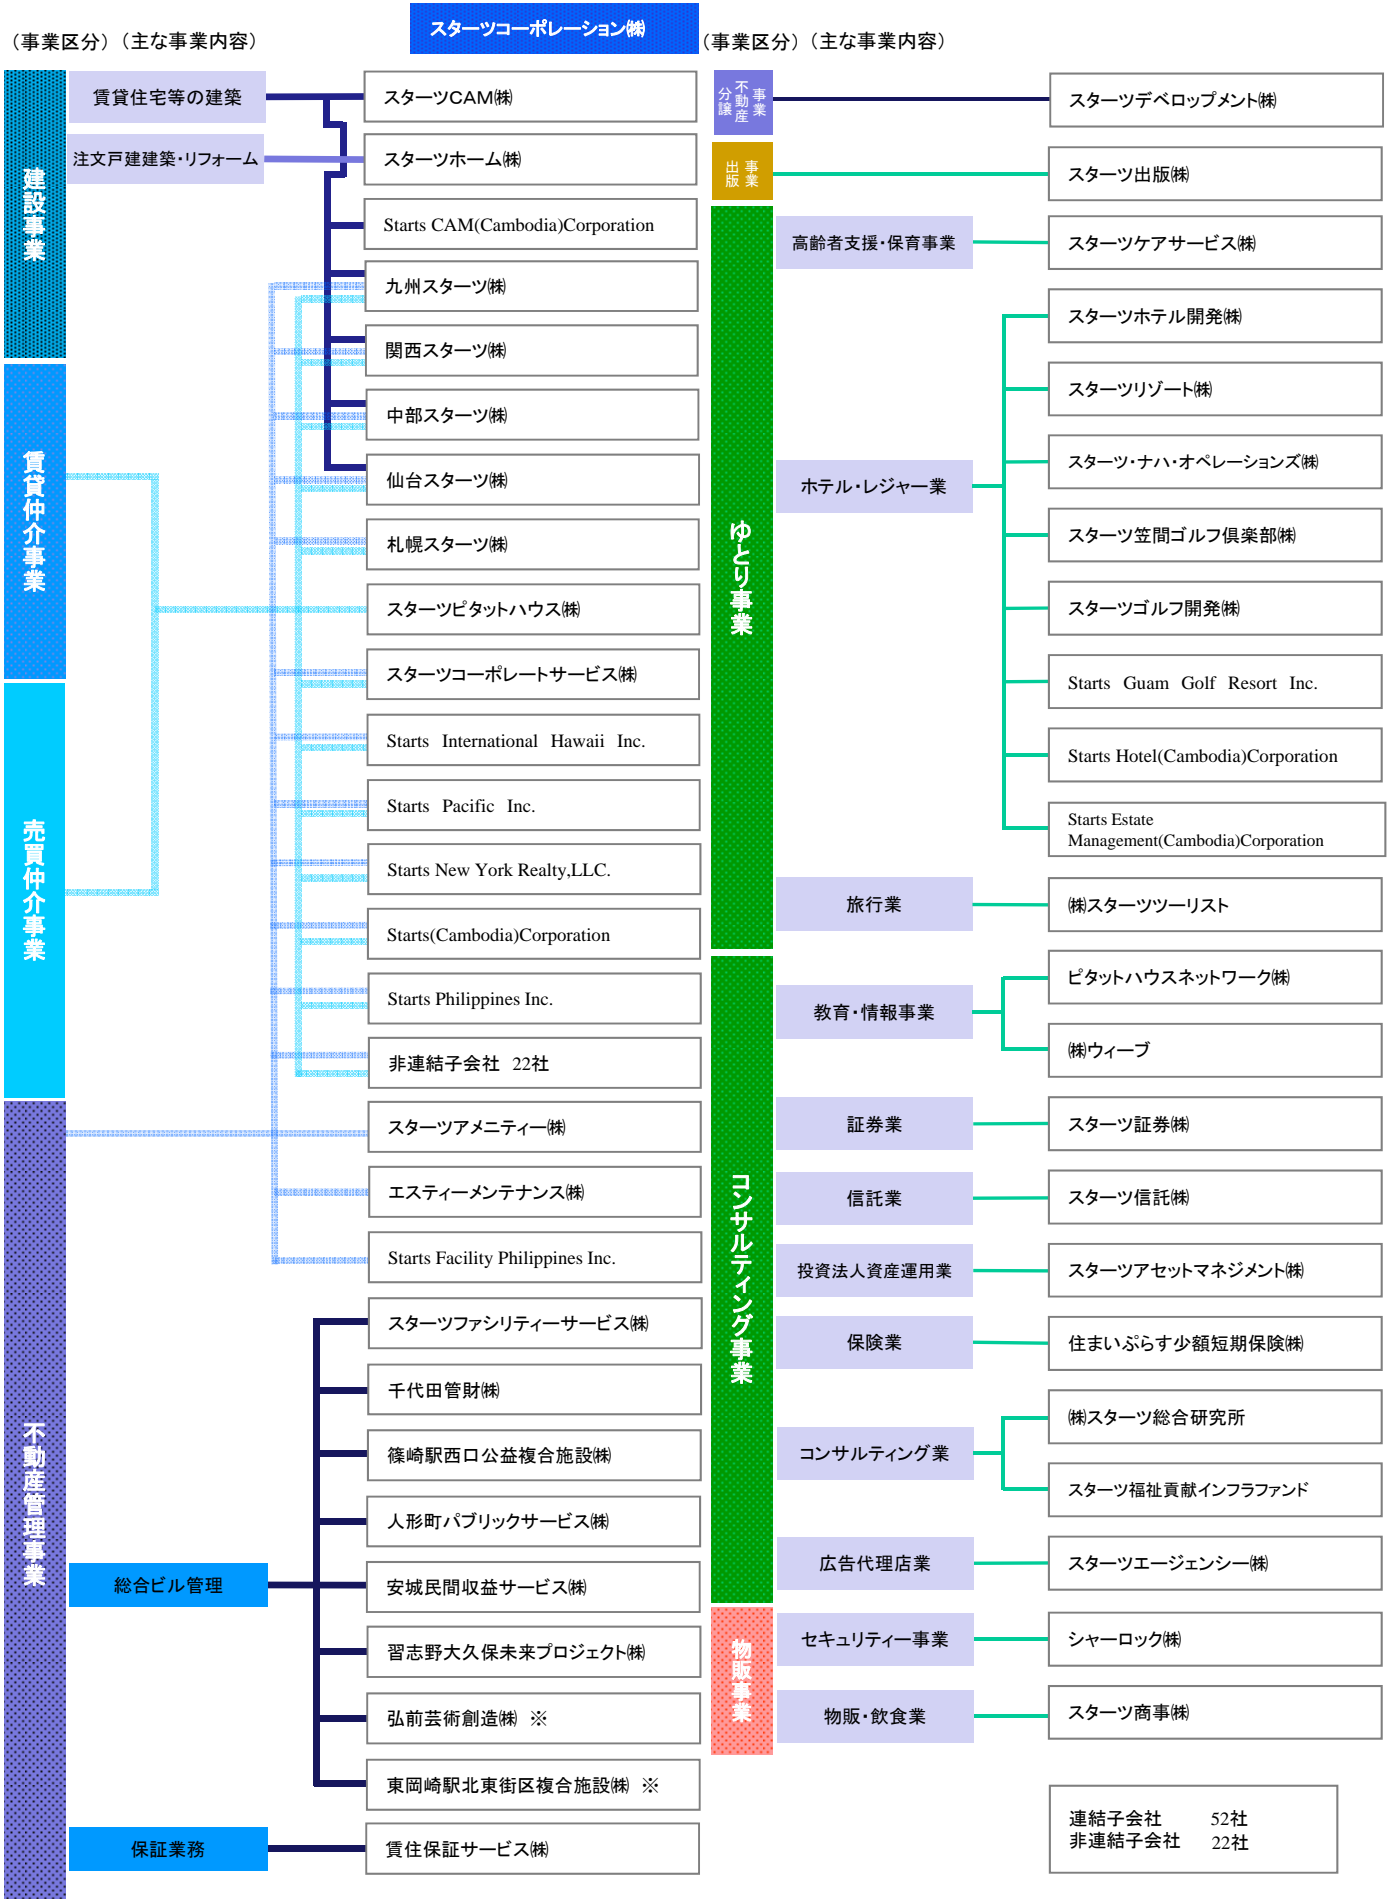 スターツコーポレーション㈱
（事業区分）（主な事業内容）
建設事業
賃貸住宅等の建築
注文戸建建築・リフォーム
賃貸仲介事業
売買仲介事業
不動産管理事業
総合ビル管理
保証業務
スターツCAM㈱
スターツホーム㈱
Starts CAM(Cambodia)Corporation
九州スターツ㈱
関西スターツ㈱
中部スターツ㈱
仙台スターツ㈱
札幌スターツ㈱
スターツピタットハウス㈱
スターツコーポレートサービス㈱
Starts International Hawaii Inc.
Starts Pacific Inc.
Starts New York Realty,LLC.
Starts(Cambodia)Corporation
Starts Philippines Inc.
非連結子会社 22社
スターツアメニティー㈱
エスティーメンテナンス㈱
Starts Facility Philippines Inc.
スターツファシリティーサービス㈱
千代田管財㈱
篠崎駅西口公益複合施設㈱
人形町パブリックサービス㈱
安城民間収益サービス㈱
習志野大久保未来プロジェクト㈱
弘前芸術創造㈱ ※
東岡崎駅北東街区複合施設㈱ ※
賃住保証サービス㈱
（事業区分）（主な事業内容）
不動産
分譲
事業
スターツデベロップメント㈱
出版
事業
スターツ出版㈱
ゆとり事業
高齢者支援・保育事業
スターツケアサービス㈱
ホテル・レジャー業
スターツホテル開発㈱
スターツリゾート㈱
スターツ・ナハ・オペレーションズ㈱
スターツ笠間ゴルフ倶楽部㈱
スターツゴルフ開発㈱
Starts Guam Golf Resort Inc.
Starts Hotel(Cambodia)Corporation
Starts Estate
Management(Cambodia)Corporation
旅行業
㈱スターツツーリスト
コンサルティング事業
教育・情報事業
ピタットハウスネットワーク㈱
㈱ウィーブ
証券業
スターツ証券㈱
信託業
スターツ信託㈱
投資法人資産運用業
スターツアセットマネジメント㈱
保険業
住まいぷらす少額短期保険㈱
コンサルティング業
㈱スターツ総合研究所
スターツ福祉貢献インフラファンド
広告代理店業
スターツエージェンシー㈱
物販事業
セキュリティー事業
シャーロック㈱
物販・飲食業
スターツ商事㈱
連結子会社 52社
非連結子会社 22社